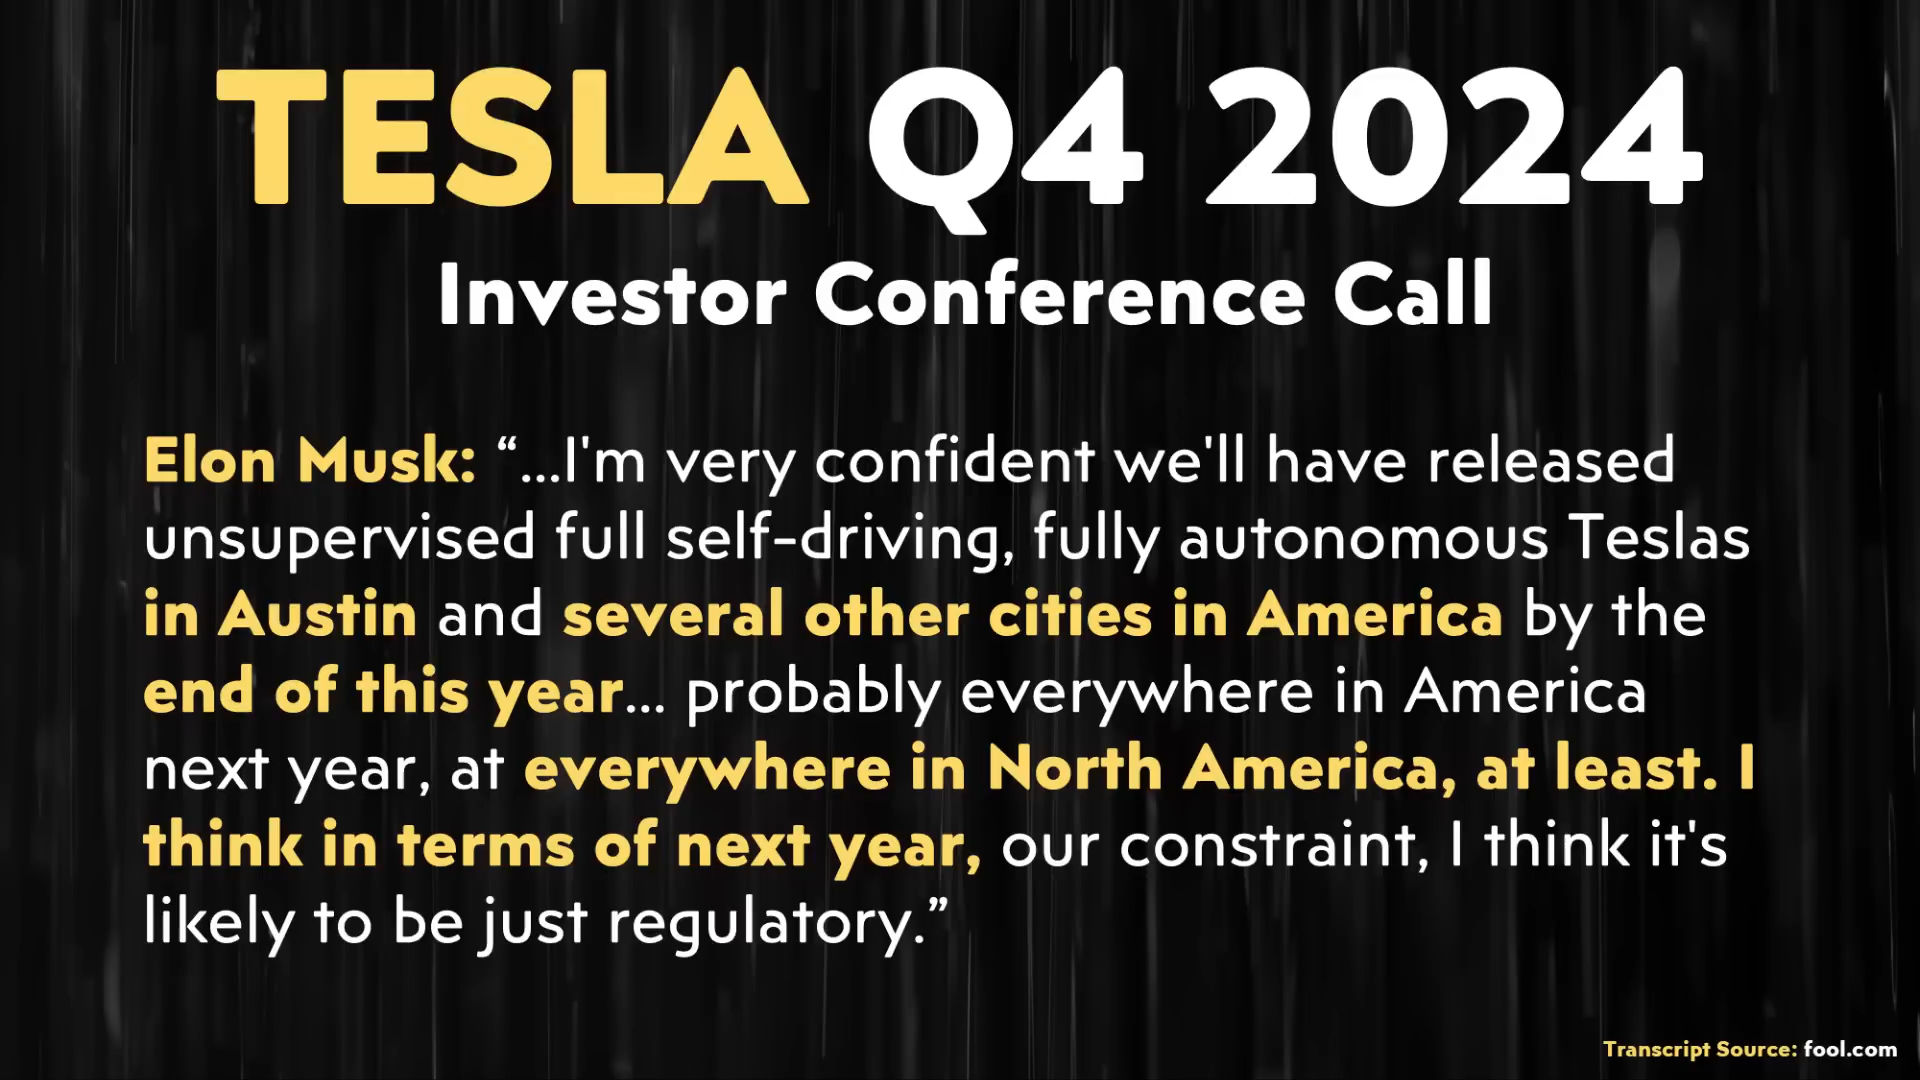 TESLA Q4 2024
Investor Conference Call
Elon Musk: “...I'm very confident we'll have released
unsupervised full self-driving, fully autonomous Teslas
in Austin and several other cities in America by the
end of this year... probably everywhere in America
next year, at everywhere in North America, at least. I
think in terms of next year, our constraint, I think it's
likely to be just regulatory.”
Transcript Source: fool.com